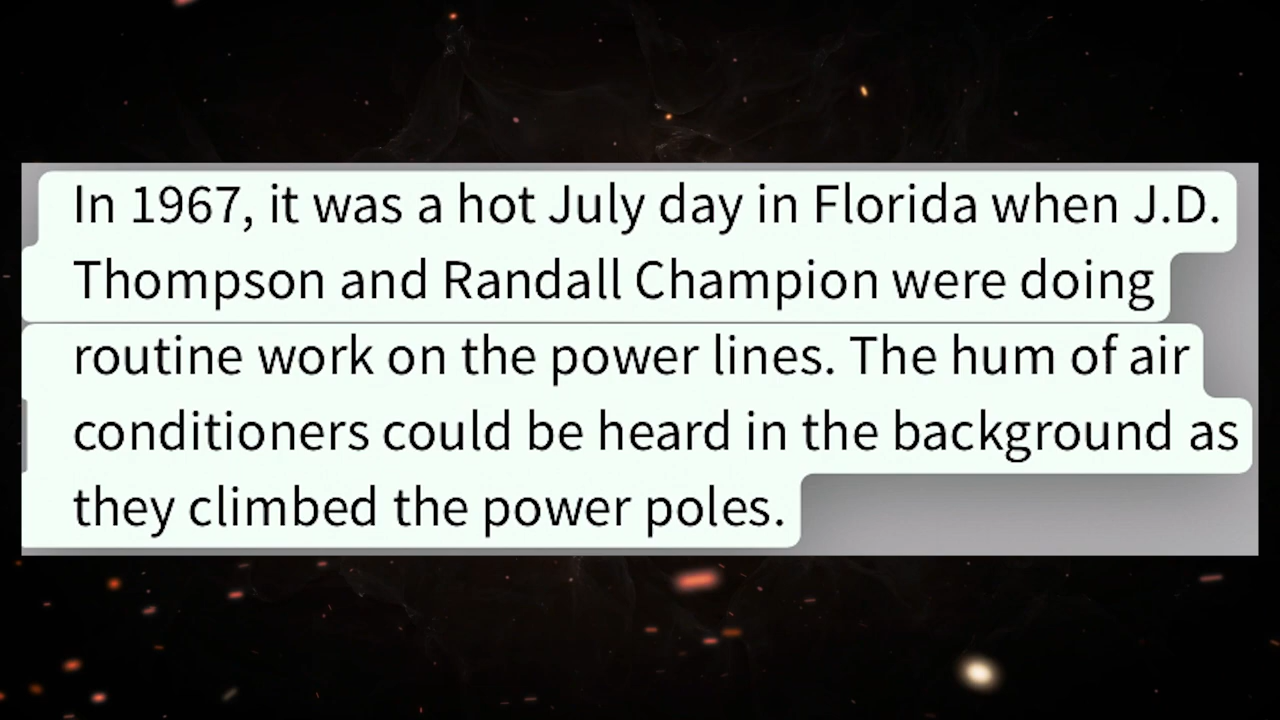 In 1967, it was a hot July day in Florida when J.D.
Thompson and Randall Champion were doing
routine work on the power lines. The hum of air
conditioners could be heard in the background as
they climbed the power poles.